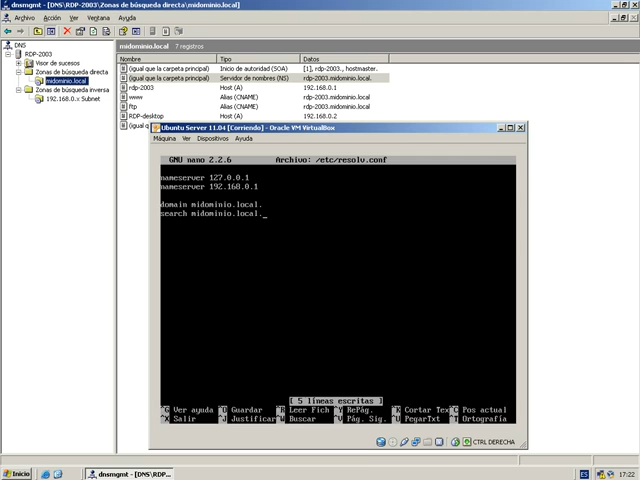 dnsmgmt - [DNS\RDP-2003\Zonas de búsqueda directa\midominio.local]
Archivo Acción Ver Ventana Ayuda
DNS
RDP-2003
Visor de sucesos
Zonas de búsqueda directa
midominio.local
Zonas de búsqueda inversa
192.168.0.x Subnet
midominio.local 7 registros
Nombre Tipo Datos
(igual que la carpeta principal) Inicio de autoridad (SOA) [1], rdp-2003., hostmaster.
(igual que la carpeta principal) Servidor de nombres (NS) rdp-2003.midominio.local.
rdp-2003 Host (A) 192.168.0.1
www Alias (CNAME) rdp-2003.midominio.local.
ftp Alias (CNAME) rdp-2003.midominio.local.
RDP-desktop Host (A) 192.168.0.2
(igual q
Ubuntu Server 11.04 [Corriendo] - Oracle VM VirtualBox
Máquina Ver Dispositivos Ayuda
GNU nano 2.2.6 Archivo: /etc/resolv.conf
nameserver 127.0.0.1
nameserver 192.168.0.1
domain midominio.local.
search midominio.local._
[ 5 líneas escritas ]
^G Ver ayuda ^O Guardar ^R Leer Fich ^Y RePág. ^K Cortar Tex ^C Pos actual
^X Salir ^J Justificar ^W Buscar ^V Pág. Sig. ^U PegarTxt ^T Ortografía
CTRL DERECHA
Inicio dnsmgmt - [DNS\RDP... ES 17:22